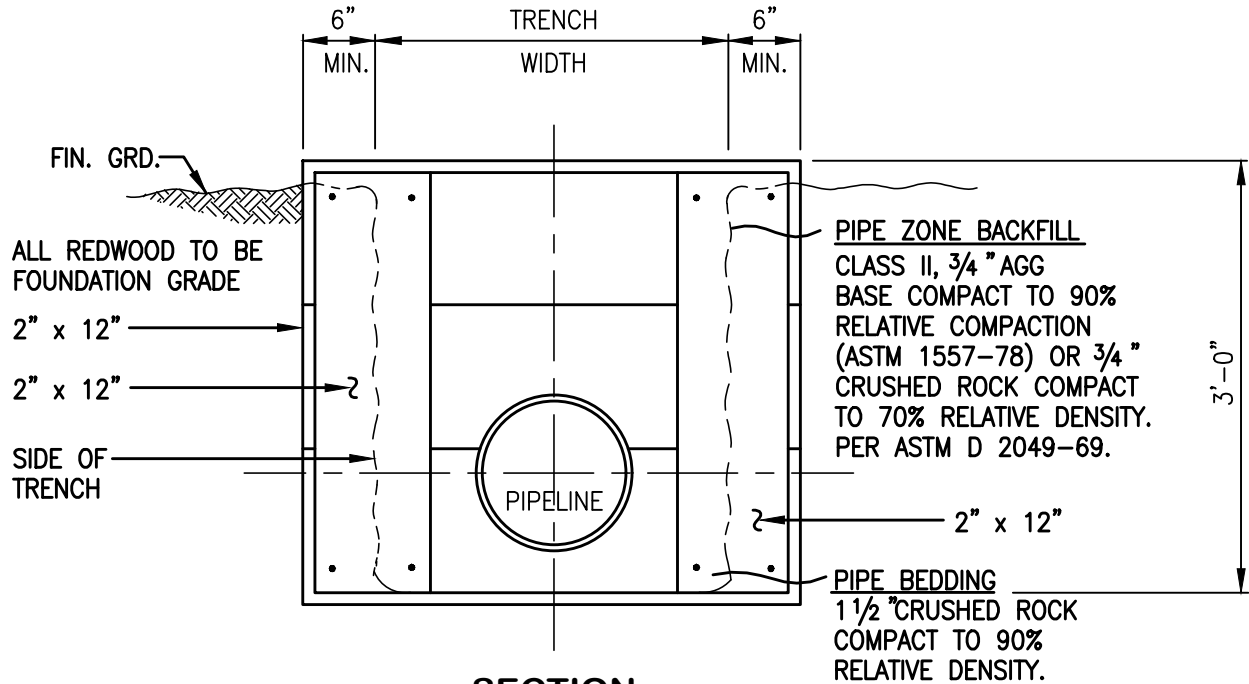 6" TRENCH 6"
MIN. WIDTH MIN.
FIN. GRD.
ALL REDWOOD TO BE
FOUNDATION GRADE
2" x 12"
2" x 12"
SIDE OF
TRENCH
PIPELINE
PIPE ZONE BACKFILL
CLASS II, 3/4 " AGG
BASE COMPACT TO 90%
RELATIVE COMPACTION
(ASTM 1557-78) OR 3/4 "
CRUSHED ROCK COMPACT
TO 70% RELATIVE DENSITY.
PER ASTM D 2049-69.
3'-0"
2" x 12"
PIPE BEDDING
1 1/2 "CRUSHED ROCK
COMPACT TO 90%
RELATIVE DENSITY.
SECTION